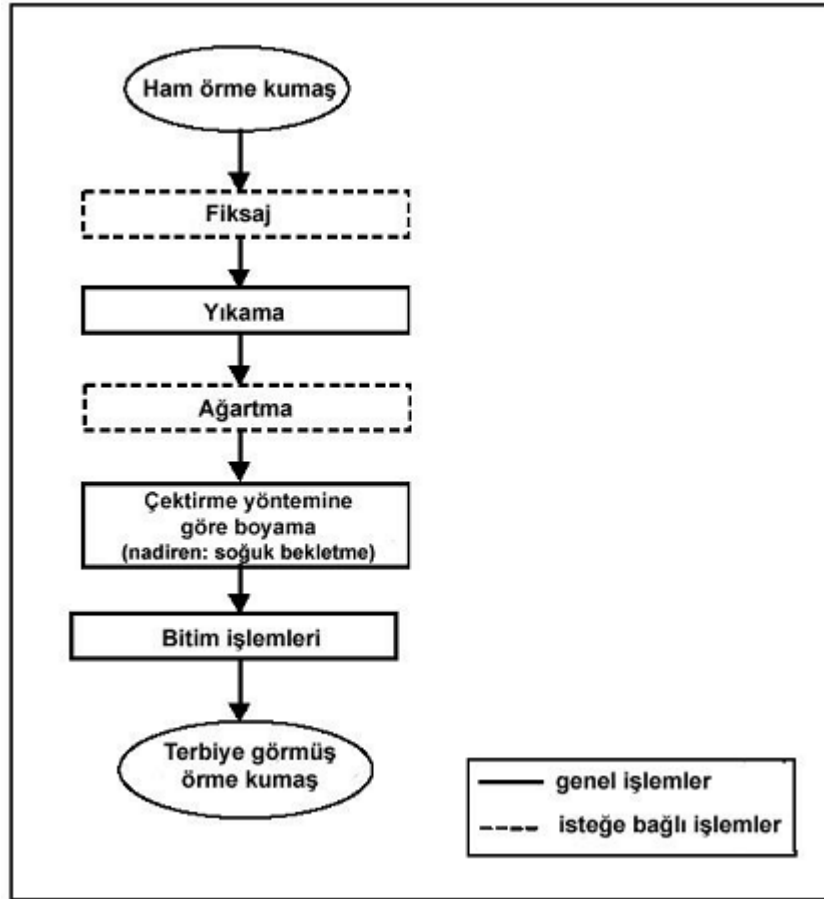 Ham örme kumaş
Fiksaj
Yıkama
Ağartma
Çektirme yöntemine
göre boyama
(nadiren: soğuk bekletme)
Bitim işlemleri
Terbiye görmüş
örme kumaş
genel işlemler
isteğe bağlı işlemler